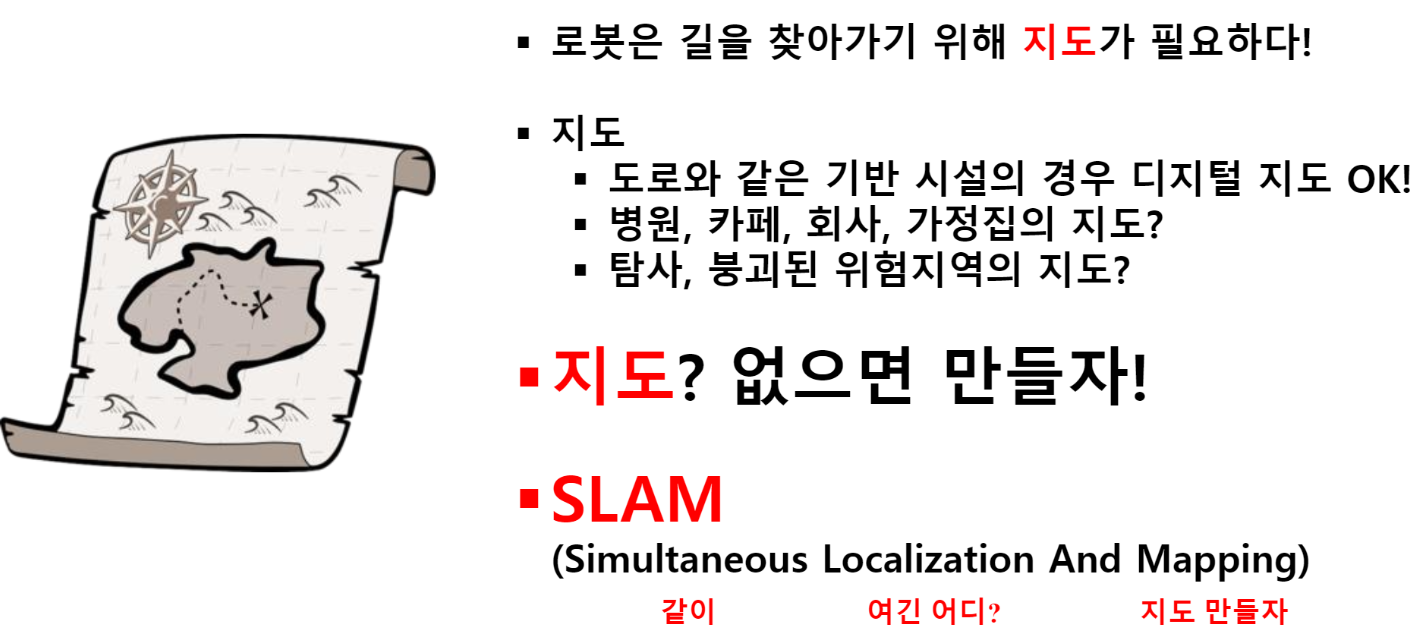 ▪ 로봇은 길을 찾아가기 위해 지도가 필요하다!
▪ 지도
▪ 도로와 같은 기반 시설의 경우 디지털 지도 OK!
▪ 병원, 카페, 회사, 가정집의 지도?
▪ 탐사, 붕괴된 위험지역의 지도?
▪ 지도? 없으면 만들자!
▪ SLAM
(Simultaneous Localization And Mapping)
같이 여긴 어디? 지도 만들자